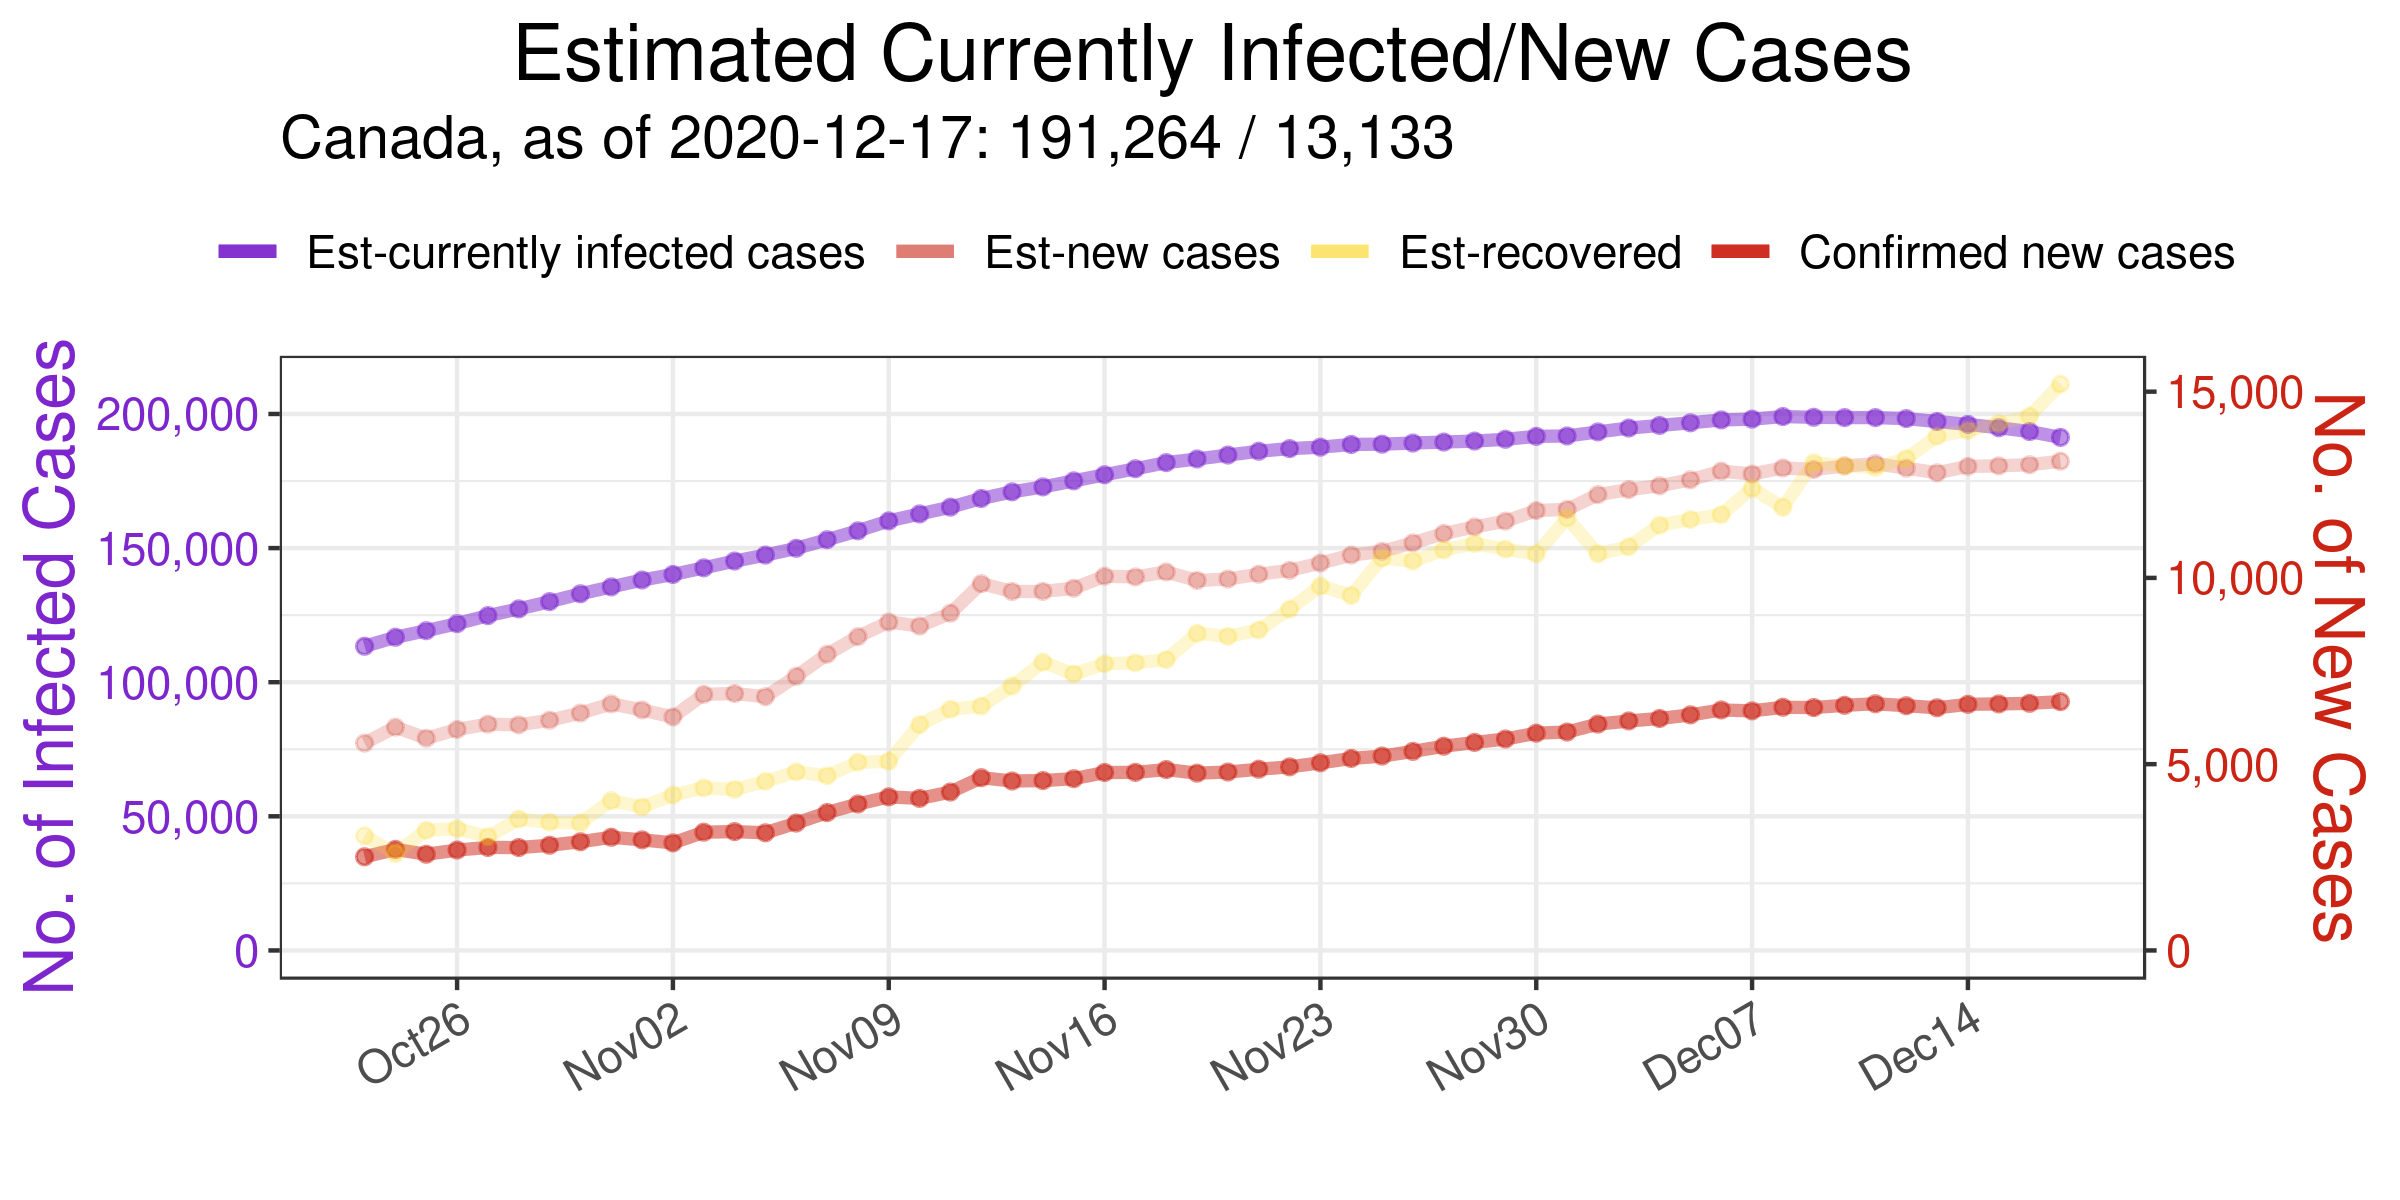 Estimated Currently Infected/New Cases
Canada, as of 2020-12-17: 191,264 / 13,133
Est-currently infected cases Est-new cases Est-recovered Confirmed new cases
No. of Infected Cases
200,000
150,000
100,000
50,000
0
15,000
10,000
5,000
0
No. of New Cases
Oct26 Nov02 Nov09 Nov16 Nov23 Nov30 Dec07 Dec14